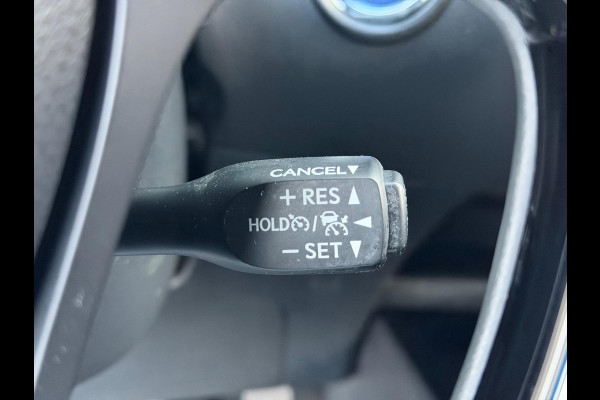 CANCEL▼
+ RES ▲
HOLD / ◄
− SET ▼